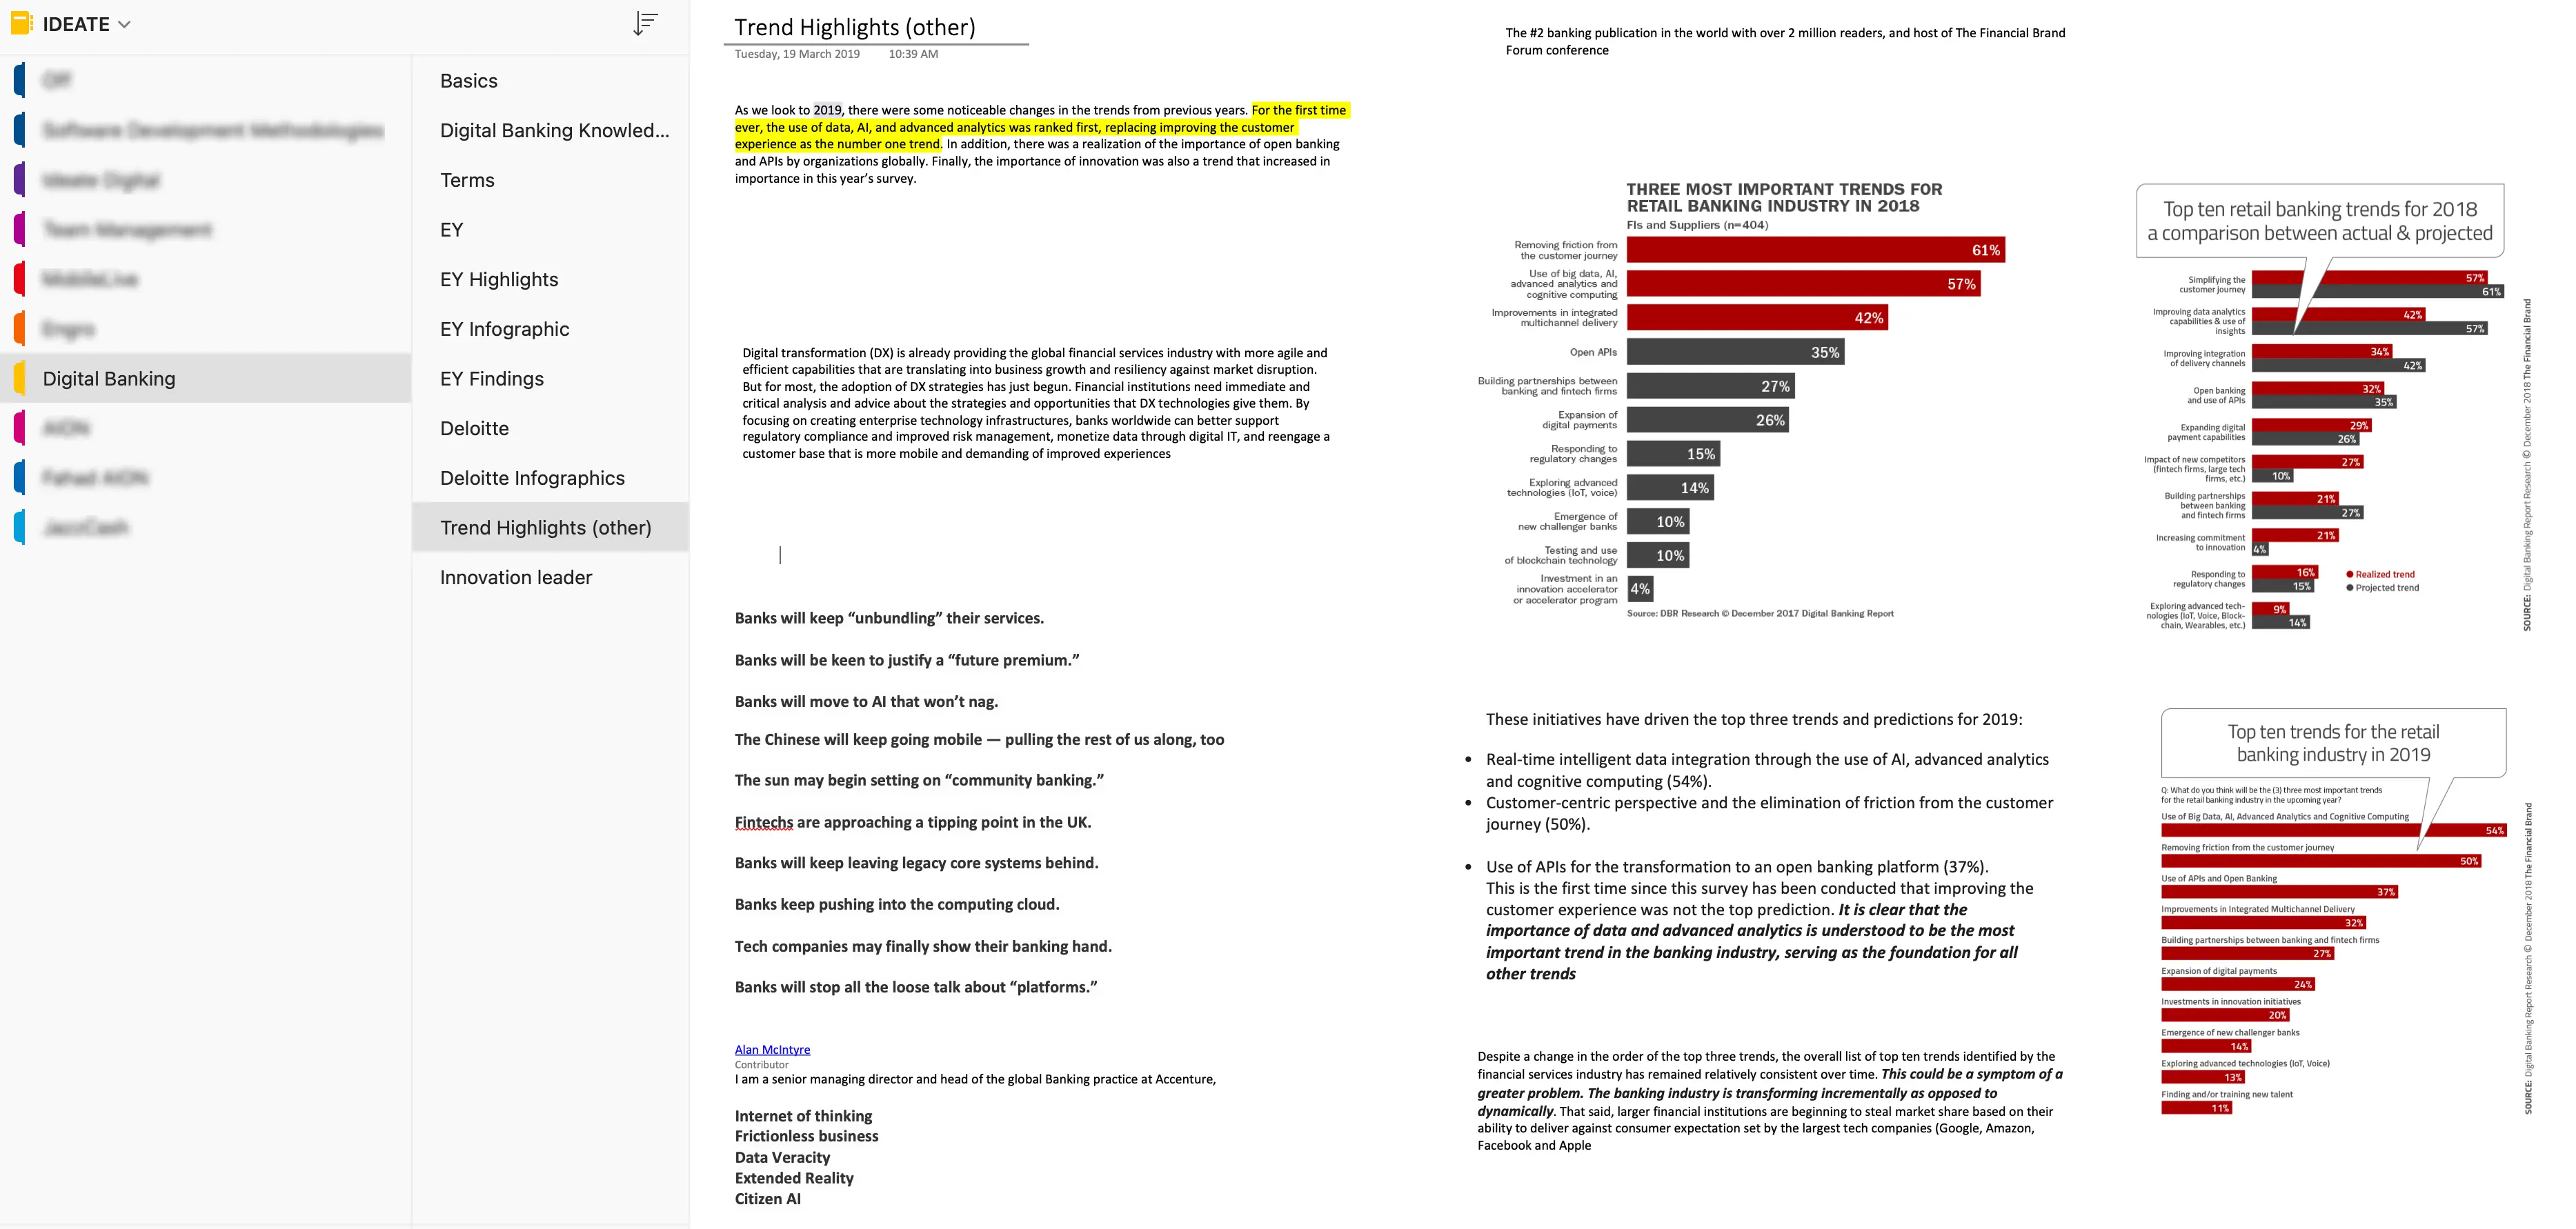 IDEATE
Digital Banking
Basics
Digital Banking Knowled...
Terms
EY
EY Highlights
EY Infographic
EY Findings
Deloitte
Deloitte Infographics
Trend Highlights (other)
Innovation leader
Trend Highlights (other)
Tuesday, 19 March 2019 10:39 AM
As we look to 2019, there were some noticeable changes in the trends from previous years. For the first time
ever, the use of data, AI, and advanced analytics was ranked first, replacing improving the customer
experience as the number one trend. In addition, there was a realization of the importance of open banking
and APIs by organizations globally. Finally, the importance of innovation was also a trend that increased in
importance in this year's survey.
Digital transformation (DX) is already providing the global financial services industry with more agile and
efficient capabilities that are translating into business growth and resiliency against market disruption.
But for most, the adoption of DX strategies has just begun. Financial institutions need immediate and
critical analysis and advice about the strategies and opportunities that DX technologies give them. By
focusing on creating enterprise technology infrastructures, banks worldwide can better support
regulatory compliance and improved risk management, monetize data through digital IT, and reengage a
customer base that is more mobile and demanding of improved experiences
Banks will keep “unbundling” their services.
Banks will be keen to justify a “future premium.”
Banks will move to AI that won’t nag.
The Chinese will keep going mobile — pulling the rest of us along, too
The sun may begin setting on “community banking.”
Fintechs are approaching a tipping point in the UK.
Banks will keep leaving legacy core systems behind.
Banks keep pushing into the computing cloud.
Tech companies may finally show their banking hand.
Banks will stop all the loose talk about “platforms.”
Alan McIntyre
Contributor
I am a senior managing director and head of the global Banking practice at Accenture,
Internet of thinking
Frictionless business
Data Veracity
Extended Reality
Citizen AI
The #2 banking publication in the world with over 2 million readers, and host of The Financial Brand
Forum conference
THREE MOST IMPORTANT TRENDS FOR
RETAIL BANKING INDUSTRY IN 2018
FIs and Suppliers (n=404)
Removing friction from
the customer journey 61%
Use of big data, AI,
advanced analytics and
cognitive computing 57%
Improvements in integrated
multichannel delivery 42%
Open APIs 35%
Building partnerships between
banking and fintech firms 27%
Expansion of
digital payments 26%
Responding to
regulatory changes 15%
Exploring advanced
technologies (IoT, voice) 14%
Emergence of
new challenger banks 10%
Testing and use
of blockchain technology 10%
Investment in an
innovation accelerator
or accelerator program 4%
Source: DBR Research © December 2017 Digital Banking Report
Top ten retail banking trends for 2018
a comparison between actual & projected
Simplifying the
customer journey 57% 61%
Improving data analytics
capabilities & use of
insights 42% 57%
Improving integration
of delivery channels 34% 42%
Open banking
and use of APIs 32% 35%
Expanding digital
payment capabilities 29% 26%
Impact of new competitors
(fintech firms, large tech
firms, etc.) 27% 10%
Building partnerships
between banking
and fintech firms 21% 27%
Increasing commitment
to innovation 21% 4%
Responding to
regulatory changes 16% 15%
Exploring advanced tech-
nologies (IoT, Voice, Block-
chain, Wearables, etc.) 9% 14%
Realized trend
Projected trend
SOURCE: Digital Banking Report Research © December 2018 The Financial Brand
These initiatives have driven the top three trends and predictions for 2019:
• Real-time intelligent data integration through the use of AI, advanced analytics
and cognitive computing (54%).
• Customer-centric perspective and the elimination of friction from the customer
journey (50%).
• Use of APIs for the transformation to an open banking platform (37%).
This is the first time since this survey has been conducted that improving the
customer experience was not the top prediction. It is clear that the
importance of data and advanced analytics is understood to be the most
important trend in the banking industry, serving as the foundation for all
other trends
Despite a change in the order of the top three trends, the overall list of top ten trends identified by the
financial services industry has remained relatively consistent over time. This could be a symptom of a
greater problem. The banking industry is transforming incrementally as opposed to
dynamically. That said, larger financial institutions are beginning to steal market share based on their
ability to deliver against consumer expectation set by the largest tech companies (Google, Amazon,
Facebook and Apple
Top ten trends for the retail
banking industry in 2019
Q: What do you think will be the (3) three most important trends
for the retail banking industry in the upcoming year?
Use of Big Data, AI, Advanced Analytics and Cognitive Computing
54%
Removing friction from the customer journey
50%
Use of APIs and Open Banking
37%
Improvements in Integrated Multichannel Delivery
32%
Building partnerships between banking and fintech firms
27%
Expansion of digital payments
24%
Investments in innovation initiatives
20%
Emergence of new challenger banks
14%
Exploring advanced technologies (IoT, Voice)
13%
Finding and/or training new talent
11%
SOURCE: Digital Banking Report Research © December 2018 The Financial Brand